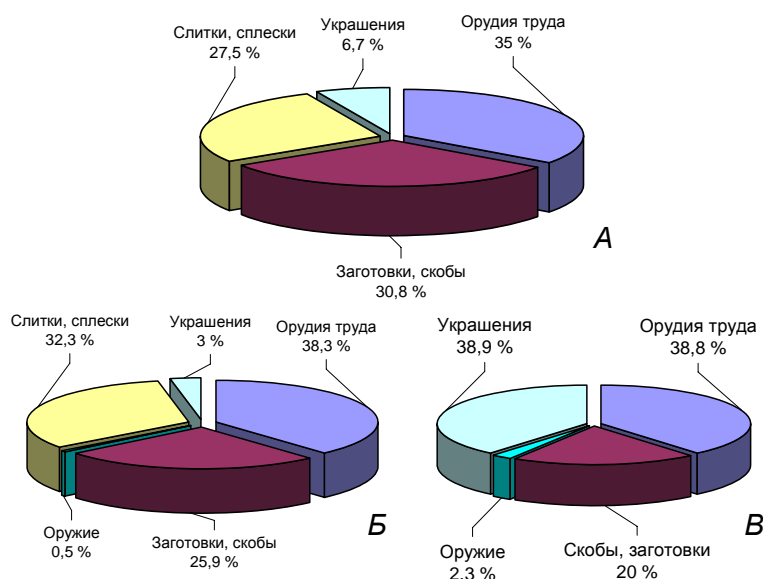 Слитки, сплески
27,5 %
Украшения
6,7 %
Орудия труда
35 %
А
Заготовки, скобы
30,8 %
Слитки, сплески
32,3 %
Украшения
3 %
Орудия труда
38,3 %
Оружие
0,5 %
Заготовки, скобы
25,9 %
Б
Украшения
38,9 %
Орудия труда
38,8 %
Оружие
2,3 %
Скобы, заготовки
20 %
В